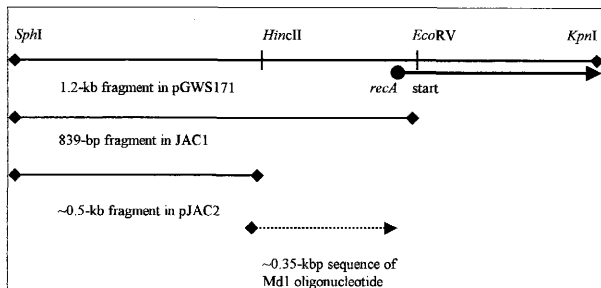 SphI HincII EcoRV KpnI
1.2-kb fragment in pGWS171 recA start
839-bp fragment in JAC1
~0.5-kb fragment in pJAC2
~0.35-kbp sequence of
Md1 oligonucleotide